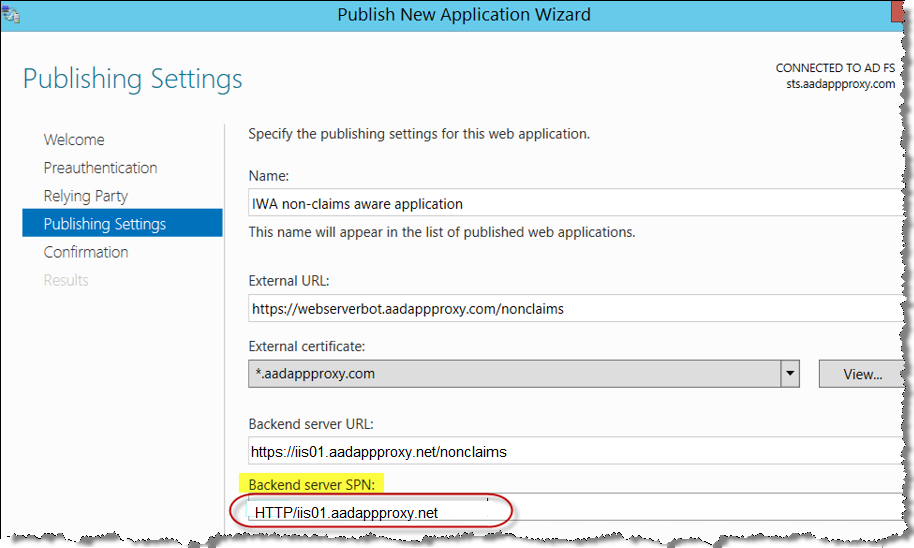 Publish New Application Wizard
Publishing Settings
CONNECTED TO AD FS
sts.aadappproxy.com
Welcome
Preauthentication
Relying Party
Publishing Settings
Confirmation
Results
Specify the publishing settings for this web application.
Name:
IWA non-claims aware application
This name will appear in the list of published web applications.
External URL:
https://webserverbot.aadappproxy.com/nonclaims
External certificate:
*.aadappproxy.com
View...
Backend server URL:
https://iis01.aadappproxy.net/nonclaims
Backend server SPN:
HTTP/iis01.aadappproxy.net